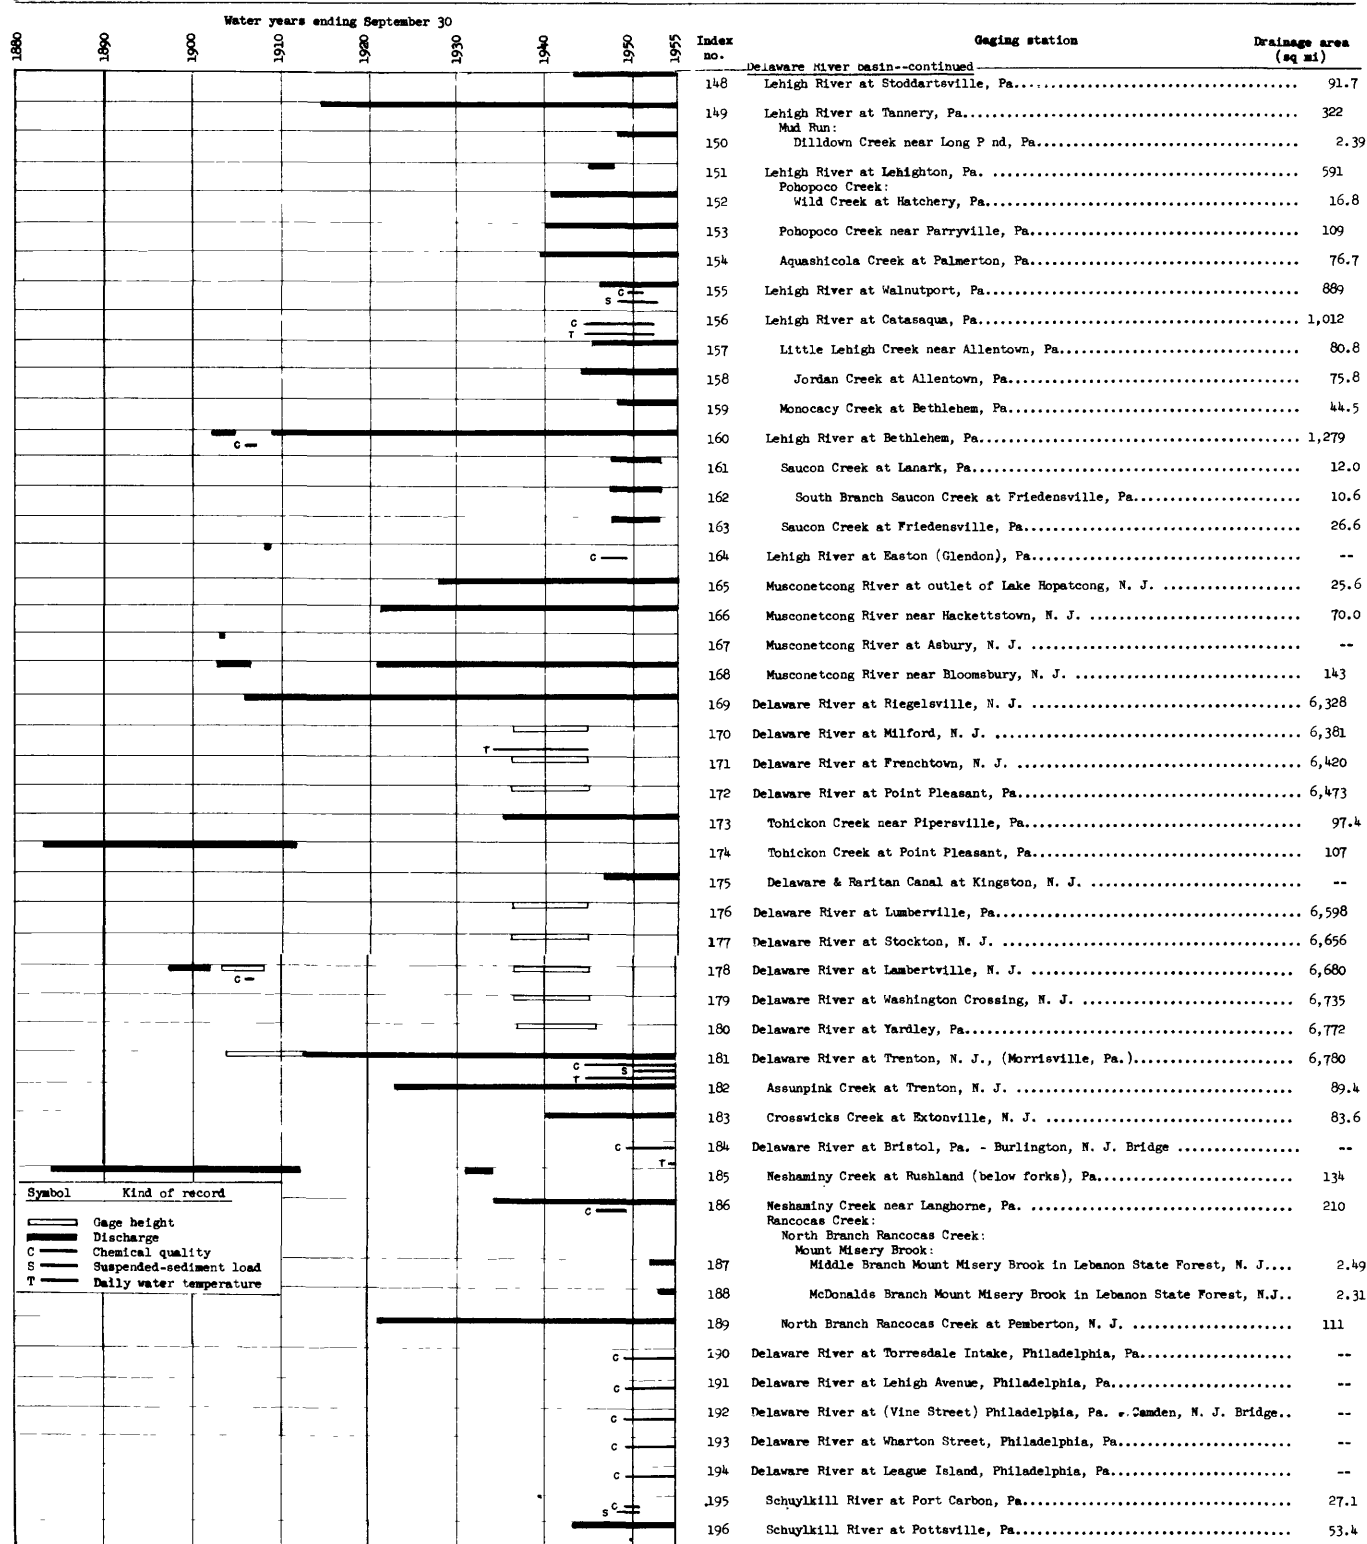 Water years ending September 30
1880 1890 1900 1910 1920 1930 1940 1950 1955 Index no. Gaging station Drainage area (sq mi)
Delaware River basin--continued
148 Lehigh River at Stoddartsville, Pa. 91.7
149 Lehigh River at Tannery, Pa. 322
Mud Run:
150 Dilldown Creek near Long P nd, Pa. 2.39
151 Lehigh River at Lehighton, Pa. 591
Pohopoco Creek:
152 Wild Creek at Hatchery, Pa. 16.8
153 Pohopoco Creek near Parryville, Pa. 109
154 Aquashicola Creek at Palmerton, Pa. 76.7
C
155 Lehigh River at Walnutport, Pa. 889
S
C
156 Lehigh River at Catasaqua, Pa. 1,012
T
157 Little Lehigh Creek near Allentown, Pa. 80.8
158 Jordan Creek at Allentown, Pa. 75.8
159 Monocacy Creek at Bethlehem, Pa. 44.5
160 Lehigh River at Bethlehem, Pa. 1,279
C
161 Saucon Creek at Lanark, Pa. 12.0
162 South Branch Saucon Creek at Friedensville, Pa. 10.6
163 Saucon Creek at Friedensville, Pa. 26.6
C 164 Lehigh River at Easton (Glendon), Pa. --
165 Musconetcong River at outlet of Lake Hopatcong, N. J. 25.6
166 Musconetcong River near Hackettstown, N. J. 70.0
167 Musconetcong River at Asbury, N. J. --
168 Musconetcong River near Bloomsbury, N. J. 143
169 Delaware River at Riegelsville, N. J. 6,328
170 Delaware River at Milford, N. J. 6,381
T
171 Delaware River at Frenchtown, N. J. 6,420
172 Delaware River at Point Pleasant, Pa. 6,473
173 Tohickon Creek near Pipersville, Pa. 97.4
174 Tohickon Creek at Point Pleasant, Pa. 107
175 Delaware & Raritan Canal at Kingston, N. J. --
176 Delaware River at Lumberville, Pa. 6,598
177 Delaware River at Stockton, N. J. 6,656
178 Delaware River at Lambertville, N. J. 6,680
C
179 Delaware River at Washington Crossing, N. J. 6,735
180 Delaware River at Yardley, Pa. 6,772
181 Delaware River at Trenton, N. J., (Morrisville, Pa.) 6,780
C
S
T
182 Assunpink Creek at Trenton, N. J. 89.4
183 Crosswicks Creek at Extonville, N. J. 83.6
C 184 Delaware River at Bristol, Pa. - Burlington, N. J. Bridge --
T
185 Neshaminy Creek at Rushland (below forks), Pa. 134
Symbol Kind of record
Gage height
Discharge
C Chemical quality
S Suspended-sediment load
T Daily water temperature
186 Neshaminy Creek near Langhorne, Pa. 210
C
Rancocas Creek:
North Branch Rancocas Creek:
Mount Misery Brook:
187 Middle Branch Mount Misery Brook in Lebanon State Forest, N. J. 2.49
188 McDonalds Branch Mount Misery Brook in Lebanon State Forest, N.J. 2.31
189 North Branch Rancocas Creek at Pemberton, N. J. 111
C 190 Delaware River at Torresdale Intake, Philadelphia, Pa. --
C 191 Delaware River at Lehigh Avenue, Philadelphia, Pa. --
C 192 Delaware River at (Vine Street) Philadelphia, Pa. - Camden, N. J. Bridge --
C 193 Delaware River at Wharton Street, Philadelphia, Pa. --
C 194 Delaware River at League Island, Philadelphia, Pa. --
C 195 Schuylkill River at Port Carbon, Pa. 27.1
S
196 Schuylkill River at Pottsville, Pa. 53.4